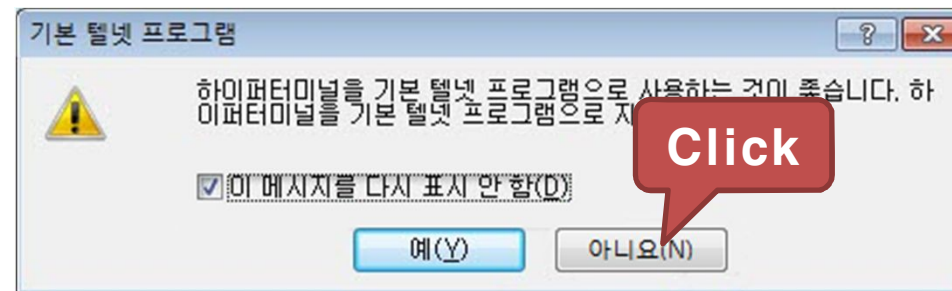 기본 텔넷 프로그램
하이퍼터미널을 기본 텔넷 프로그램으로 사용하는 것이 좋습니다. 하
이퍼터미널을 기본 텔넷 프로그램으로
Click
이 메시지를 다시 표시 안 함(D)
예(Y)
아니요(N)